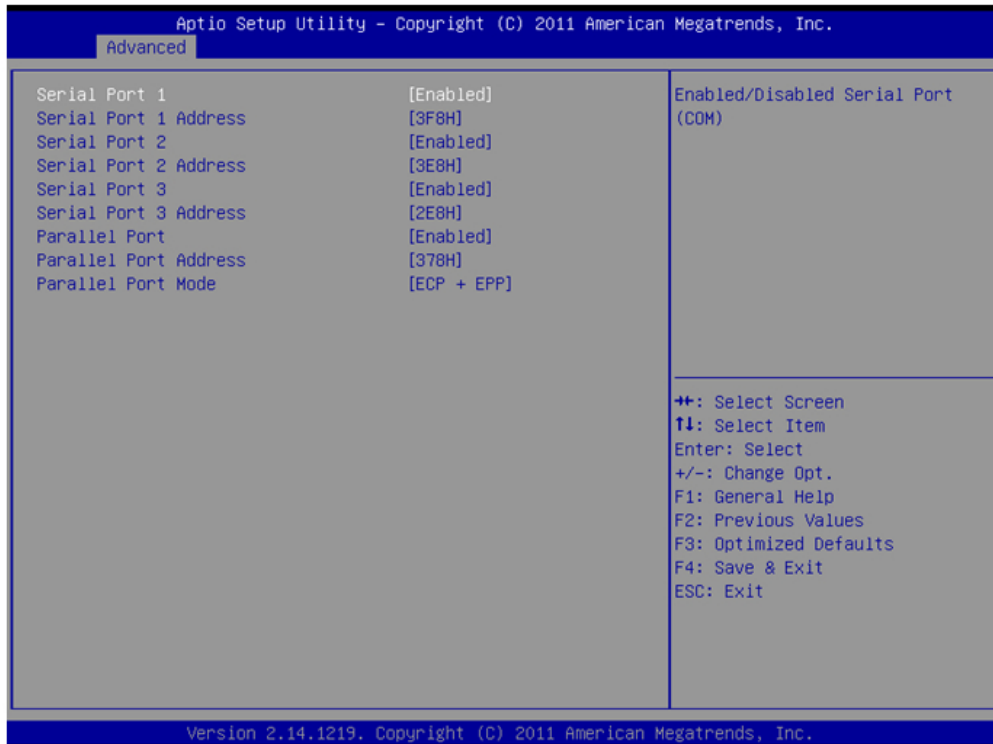 Aptio Setup Utility – Copyright (C) 2011 American Megatrends, Inc.
Advanced
Serial Port 1 [Enabled]
Serial Port 1 Address [3F8H]
Serial Port 2 [Enabled]
Serial Port 2 Address [3E8H]
Serial Port 3 [Enabled]
Serial Port 3 Address [2E8H]
Parallel Port [Enabled]
Parallel Port Address [378H]
Parallel Port Mode [ECP + EPP]
Enabled/Disabled Serial Port
(COM)
→←: Select Screen
↑↓: Select Item
Enter: Select
+/-: Change Opt.
F1: General Help
F2: Previous Values
F3: Optimized Defaults
F4: Save & Exit
ESC: Exit
Version 2.14.1219. Copyright (C) 2011 American Megatrends, Inc.